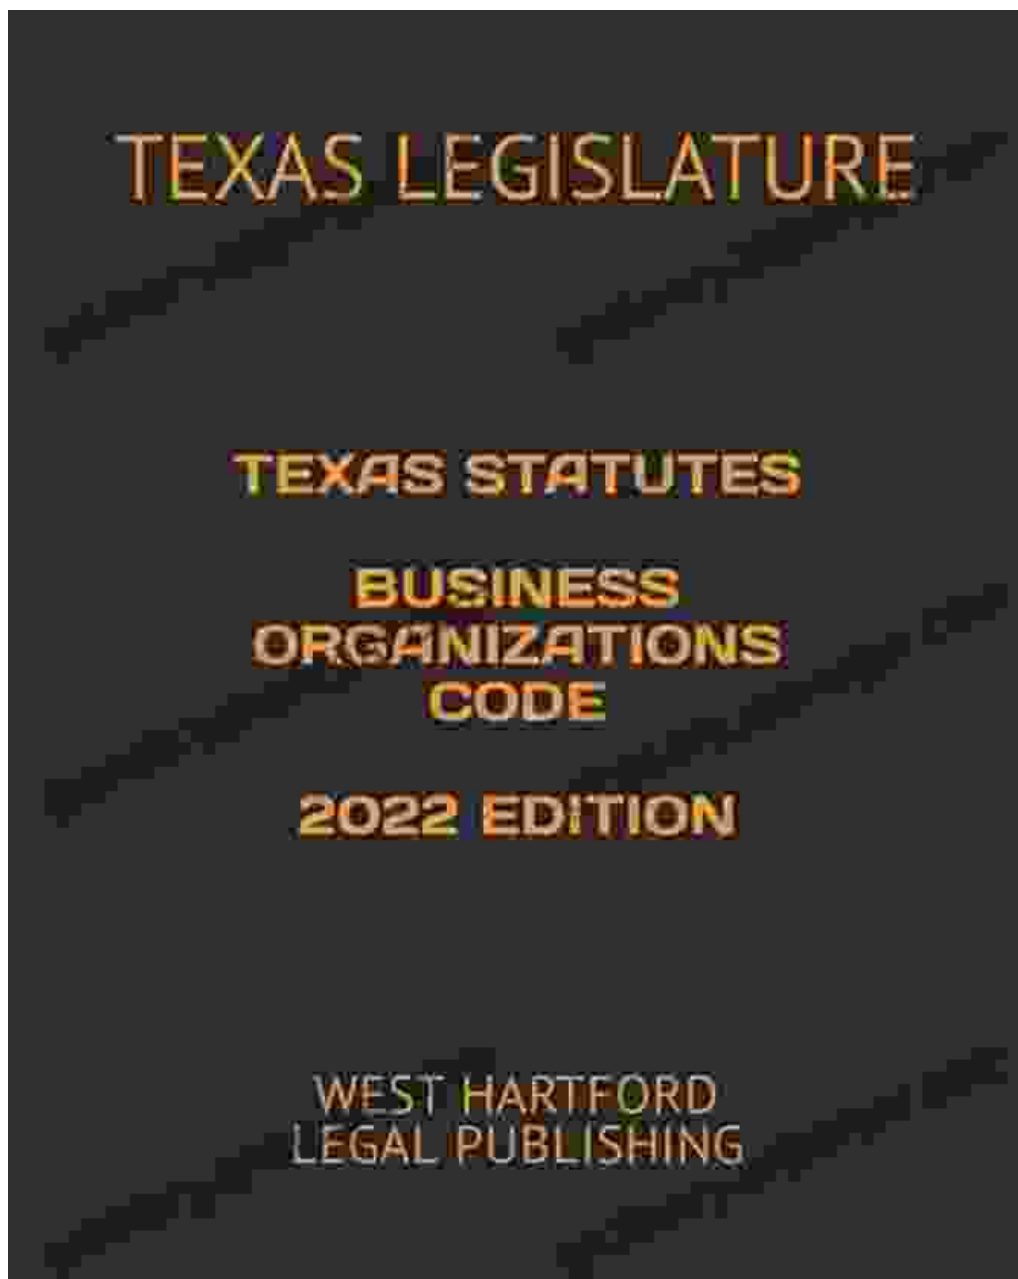 TEXAS LEGISLATURE
TEXAS STATUTES
BUSINESS
ORGANIZATIONS
CODE
2022 EDITION
WEST HARTFORD
LEGAL PUBLISHING